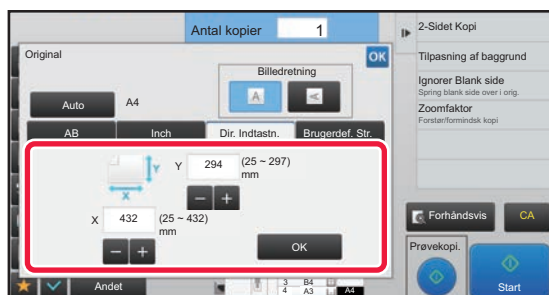 Antal kopier 1
Original
OK
Billedretning
A
A
Auto
A4
AB
Inch
Dir. Indtastn.
Brugerdef. Str.
Y
Y 294 (25 ~ 297)
mm
X
X 432 (25 ~ 432)
mm
OK
Andet
3 B4
4 A3
A4
2-Sidet Kopi
Tilpasning af baggrund
Ignorer Blank side
Spring blank side over i orig.
Zoomfaktor
Forstør/formindsk kopi
Forhåndsvis
CA
Prøvekopi.
Start